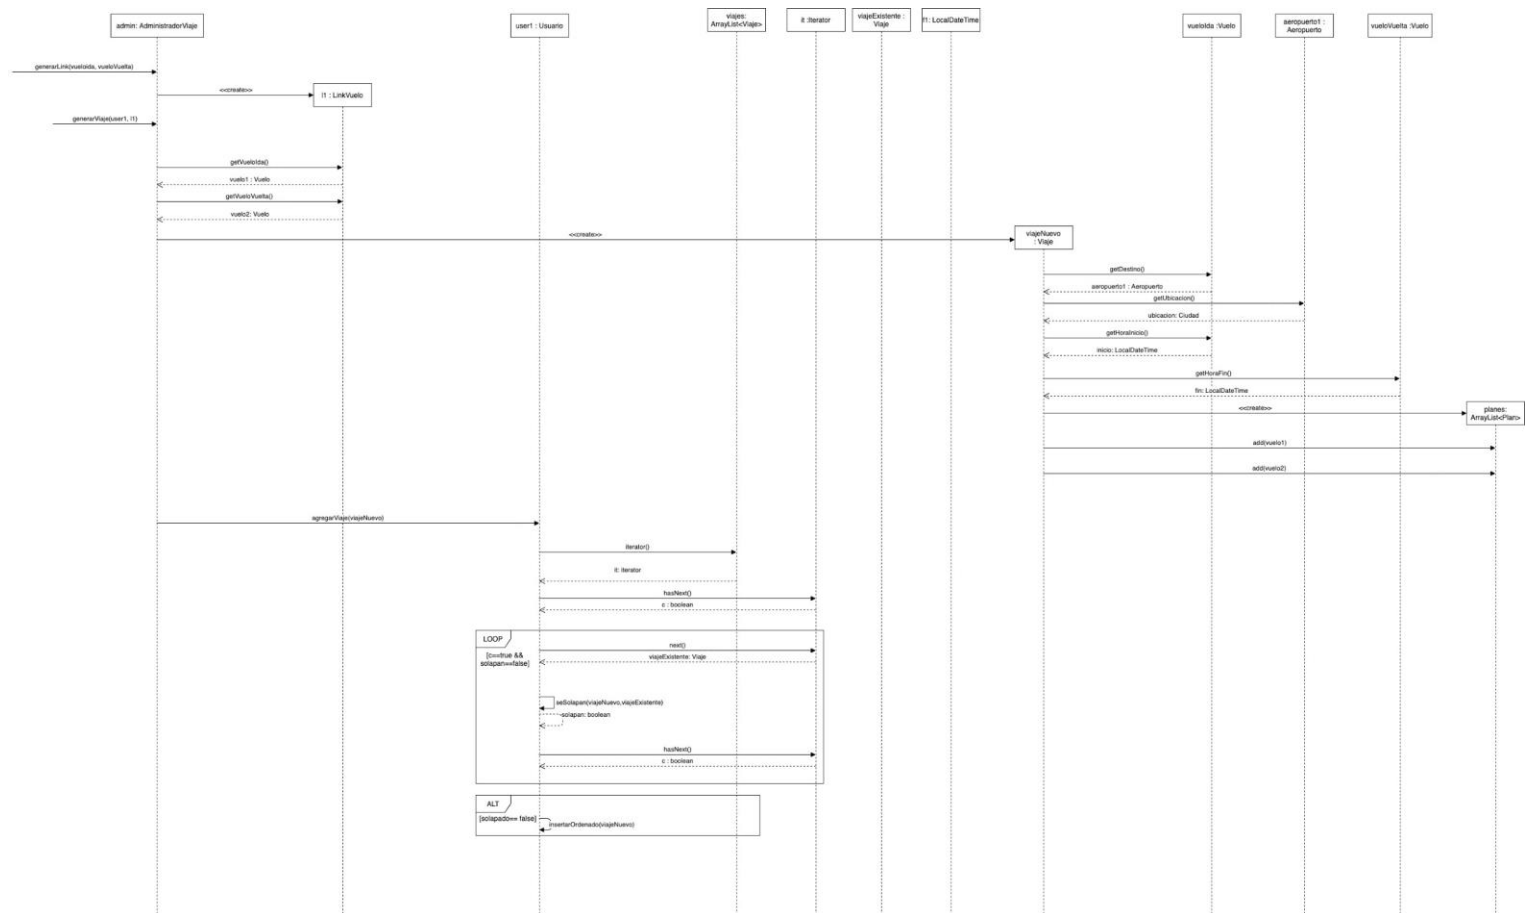 admin: AdministradorViaje
user1 : Usuario
viajes:
ArrayList<Viaje>
it :Iterator
viajeExistente :
Viaje
f1: LocalDateTime
vueloIda :Vuelo
aeropuerto1 :
Aeropuerto
vueloVuelta :Vuelo
generarLink(vueloida, vueloVuelta)
<<create>>
l1 : LinkVuelo
generarViaje(user1, l1)
getVueloIda()
vuelo1 : Vuelo
getVueloVuelta()
vuelo2: Vuelo
<<create>>
viajeNuevo
: Viaje
getDestino()
aeropuerto1 : Aeropuerto
getUbicacion()
ubicacion: Ciudad
getHoraInicio()
inicio: LocalDateTime
getHoraFin()
fin: LocalDateTime
<<create>>
planes:
ArrayList<Plan>
add(vuelo1)
add(vuelo2)
agregarViaje(viajeNuevo)
iterator()
it: Iterator
hasNext()
c : boolean
LOOP
[c==true &&
solapan==false]
next()
viajeExistente: Viaje
seSolapan(viajeNuevo,viajeExistente)
solapan: boolean
hasNext()
c : boolean
ALT
[solapado== false]
insertarOrdenado(viajeNuevo)